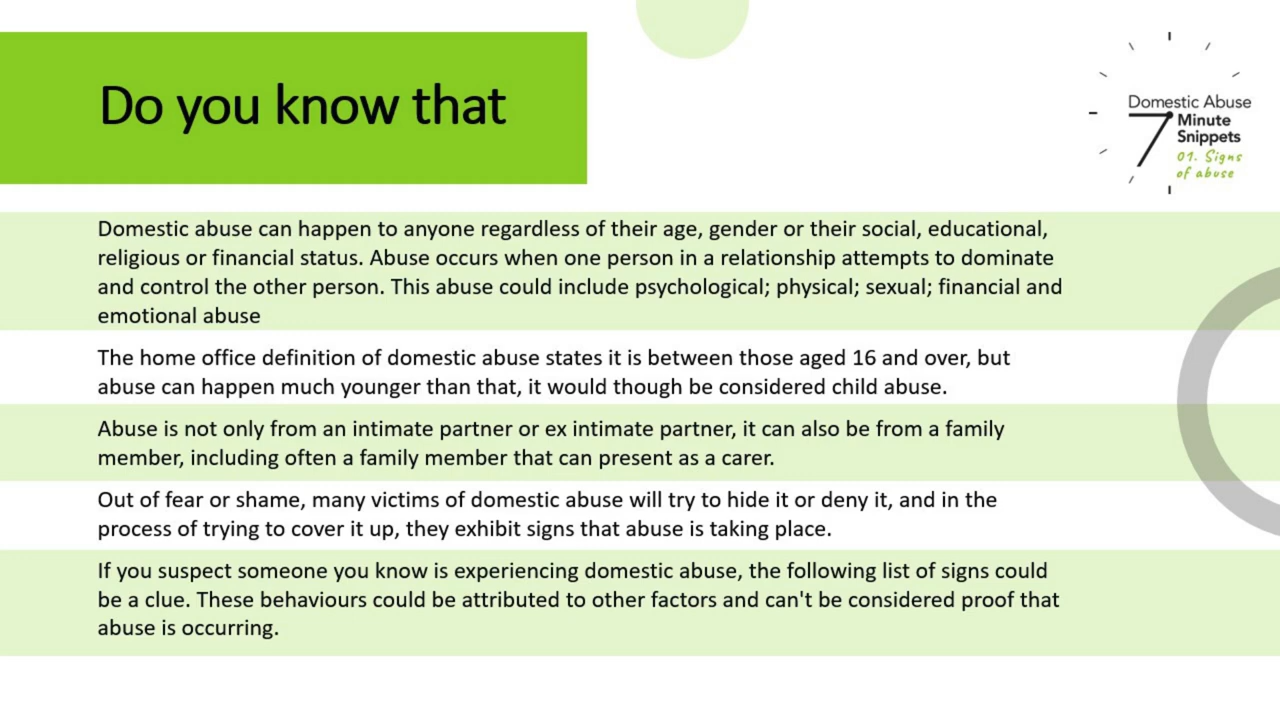 Do you know that
Domestic Abuse
7 Minute
Snippets
01. Signs
of abuse
Domestic abuse can happen to anyone regardless of their age, gender or their social, educational,
religious or financial status. Abuse occurs when one person in a relationship attempts to dominate
and control the other person. This abuse could include psychological; physical; sexual; financial and
emotional abuse
The home office definition of domestic abuse states it is between those aged 16 and over, but
abuse can happen much younger than that, it would though be considered child abuse.
Abuse is not only from an intimate partner or ex intimate partner, it can also be from a family
member, including often a family member that can present as a carer.
Out of fear or shame, many victims of domestic abuse will try to hide it or deny it, and in the
process of trying to cover it up, they exhibit signs that abuse is taking place.
If you suspect someone you know is experiencing domestic abuse, the following list of signs could
be a clue. These behaviours could be attributed to other factors and can't be considered proof that
abuse is occurring.